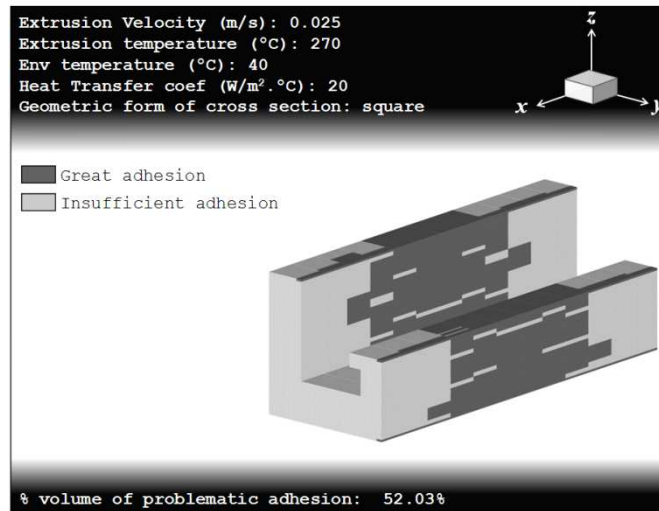 Extrusion Velocity (m/s): 0.025
Extrusion temperature (°C): 270
Env temperature (°C): 40
Heat Transfer coef (W/m².°C): 20
Geometric form of cross section: square
z
x
y
Great adhesion
Insufficient adhesion
% volume of problematic adhesion: 52.03%